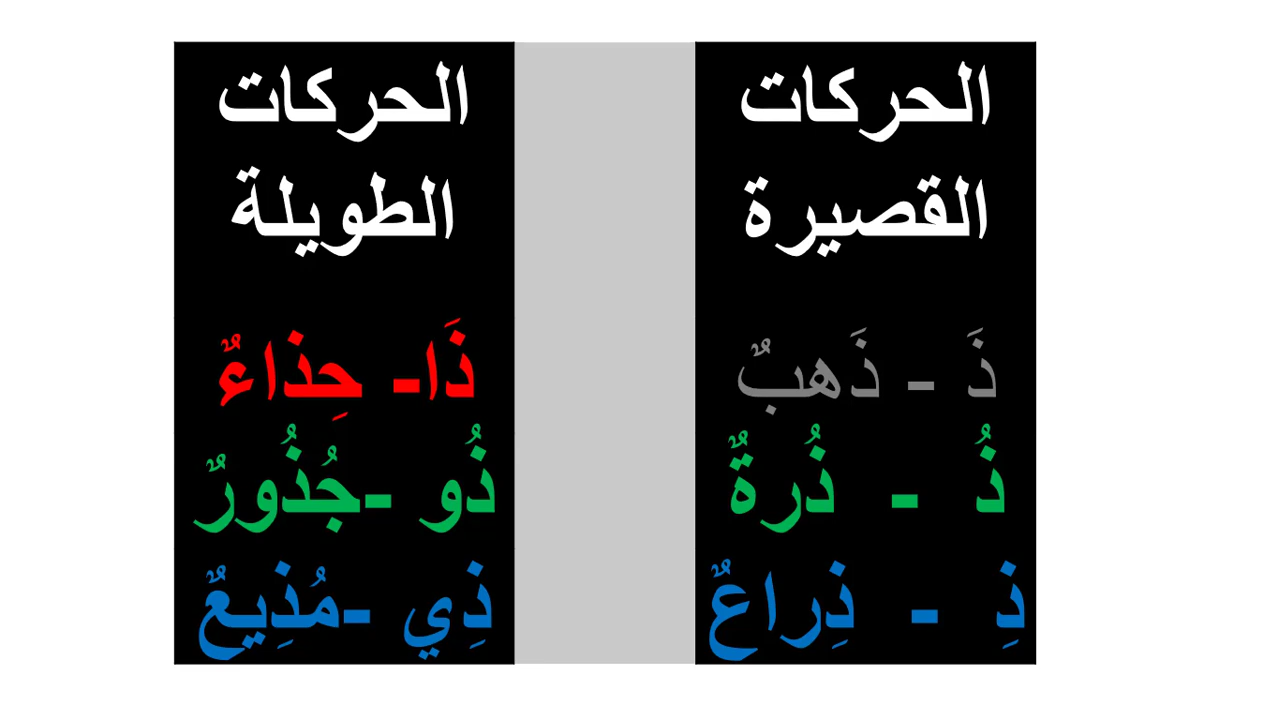 الحركات
القصيرة
ذَ - ذَهبٌ
ذُ - ذُرةٌ
ذِ - ذِراعٌ
الحركات
الطويلة
ذَا- حِذاءٌ
ذُو -جُذُورٌ
ذِي -مُذِيعٌ